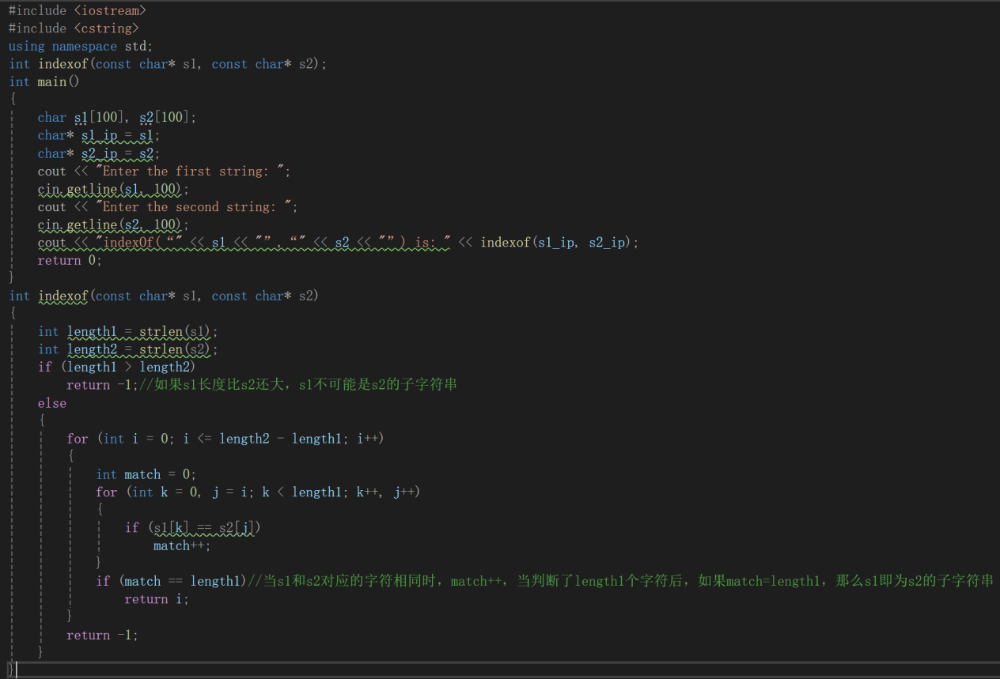 #include <iostream>
#include <cstring>
using namespace std;
int indexof(const char* s1, const char* s2);
int main()
{
    char s1[100], s2[100];
    char* s1_ip = s1;
    char* s2_ip = s2;
    cout << "Enter the first string: ";
    cin.getline(s1, 100);
    cout << "Enter the second string: ";
    cin.getline(s2, 100);
    cout << "indexOf(“" << s1 << "”,“" << s2 << "”) is: " << indexof(s1_ip, s2_ip);
    return 0;
}
int indexof(const char* s1, const char* s2)
{
    int length1 = strlen(s1);
    int length2 = strlen(s2);
    if (length1 > length2)
        return -1;//如果s1长度比s2还大，s1不可能是s2的子字符串
    else
    {
        for (int i = 0; i <= length2 - length1; i++)
        {
            int match = 0;
            for (int k = 0, j = i; k < length1; k++, j++)
            {
                if (s1[k] == s2[j])
                    match++;
            }
            if (match == length1)//当s1和s2对应的字符相同时，match++，当判断了length1个字符后，如果match=length1，那么s1即为s2的子字符串
                return i;
        }
        return -1;
    }
}